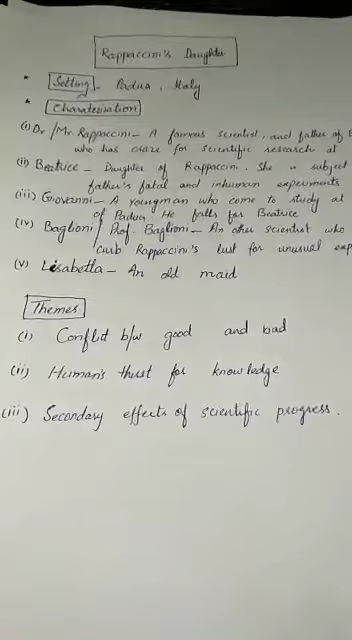 Rappaccini's Daughter
* Setting - Padua, Italy
* Charaterisation
(i) Dr/Mr Rappaccini - A famous scientist, and father of B
who has craze for scientific research at
(ii) Beatrice - Daughter of Rappaccini. She is subject
father's fatal and inhuman experiments
(iii) Giovanni - A youngman who come to study at
of Padua. He falls for Beatrice
(iv) Baglioni / Prof. Baglioni - An other scientist who
curb Rappaccini's lust for unusual exp
(v) Lisabetta - An old maid
Themes
(i) Conflict b/w good and bad
(ii) Human's thrist for knowledge
(iii) Secondary effects of scientific progress.